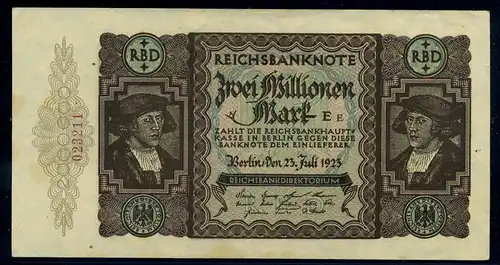 RBD
RBD
REICHSBANKNOTE
Zwei Millionen
Mark
E E
ZAHLT DIE REICHSBANKHAUPT-
KASSE IN BERLIN GEGEN DIESE
BANKNOTE DEM EINLIEFERER
Berlin, den 23. Juli 1923
REICHSBANKDIREKTORIUM
2000000
023211